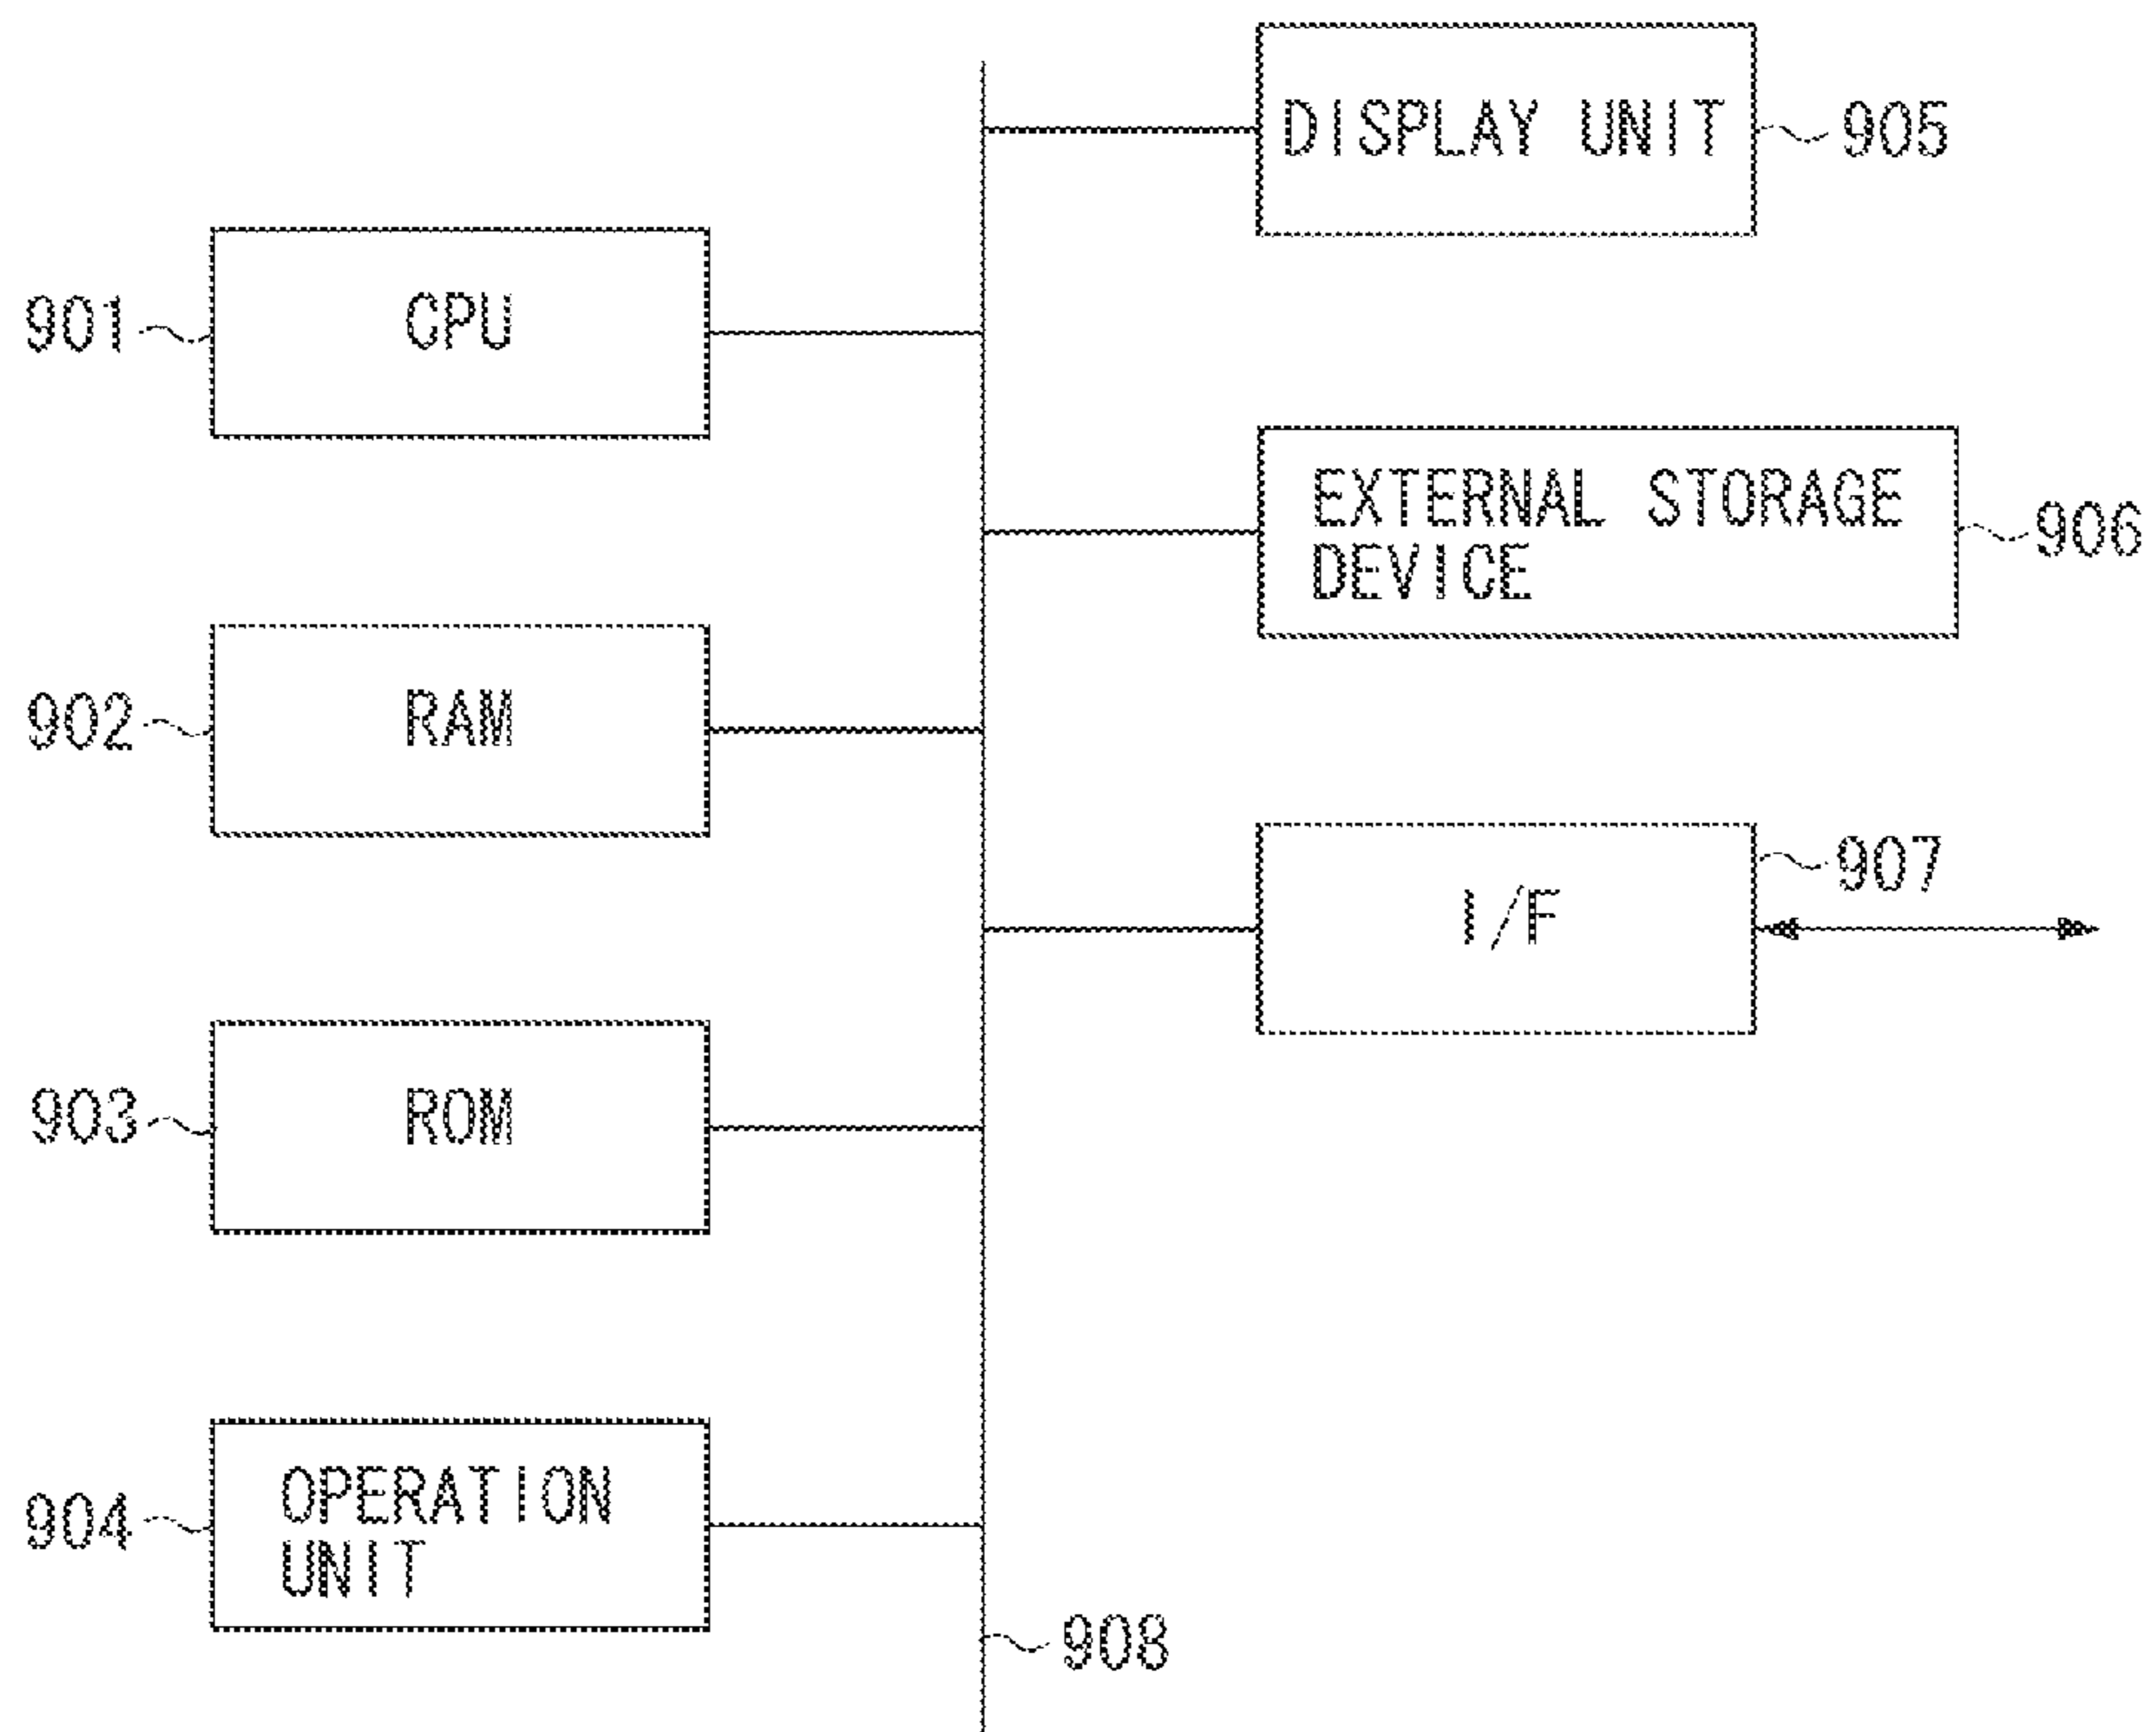 DISPLAY UNIT
905
901
CPU
EXTERNAL STORAGE
DEVICE
906
902
RAM
907
I/F
903
ROM
904
OPERATION
UNIT
908